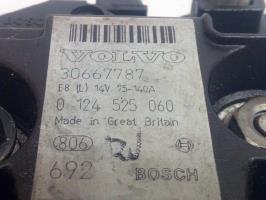 VOLVO
30667787
E8 (L) 14V 75-140A
0 124 525 060
Made in Great Britain
806
692 BOSCH